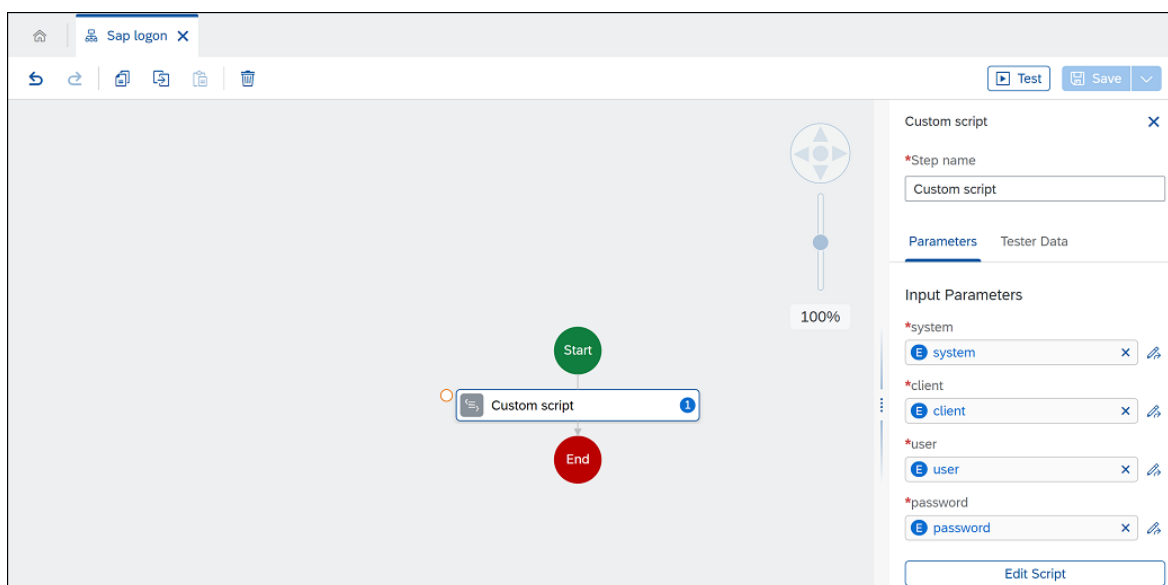 Sap logon
Test
Save
Custom script
*Step name
Custom script
Parameters Tester Data
Input Parameters
100%
*system
E system
Start
*client
Custom script 1
E client
*user
End
E user
*password
E password
Edit Script